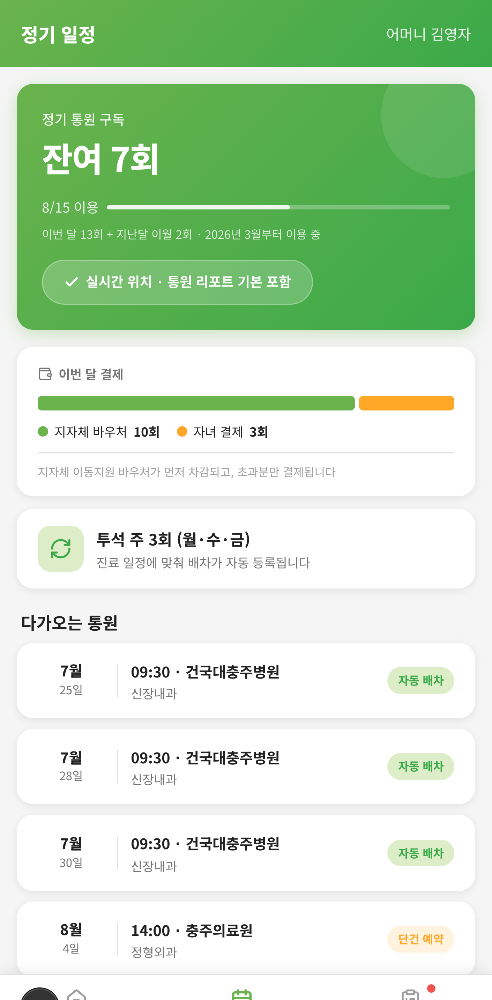 정기 일정
어머니 김영자
정기 통원 구독
잔여 7회
8/15 이용
이번 달 13회 + 지난달 이월 2회 · 2026년 3월부터 이용 중
실시간 위치 · 통원 리포트 기본 포함
이번 달 결제
지자체 바우처 10회 자녀 결제 3회
지자체 이동지원 바우처가 먼저 차감되고, 초과분만 결제됩니다
투석 주 3회 (월·수·금)
진료 일정에 맞춰 배차가 자동 등록됩니다
다가오는 통원
7월
25일
09:30 · 건국대충주병원
신장내과
자동 배차
7월
28일
09:30 · 건국대충주병원
신장내과
자동 배차
7월
30일
09:30 · 건국대충주병원
신장내과
자동 배차
8월
4일
14:00 · 충주의료원
정형외과
단건 예약